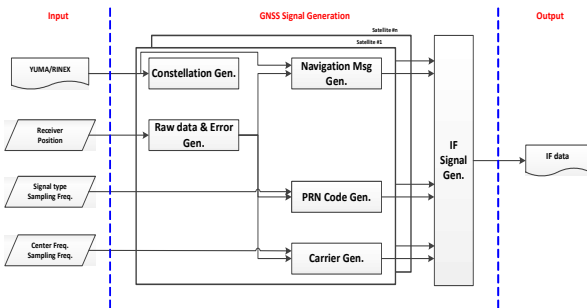 Input
GNSS Signal Generation
Output
Satellite #n
Satellite #1
YUMA/RINEX
Constellation Gen.
Navigation Msg
Gen.
Receiver
Position
Raw data & Error
Gen.
IF
Signal
Gen.
IF data
Signal type
Sampling Freq.
PRN Code Gen.
Center Freq.
Sampling Freq.
Carrier Gen.